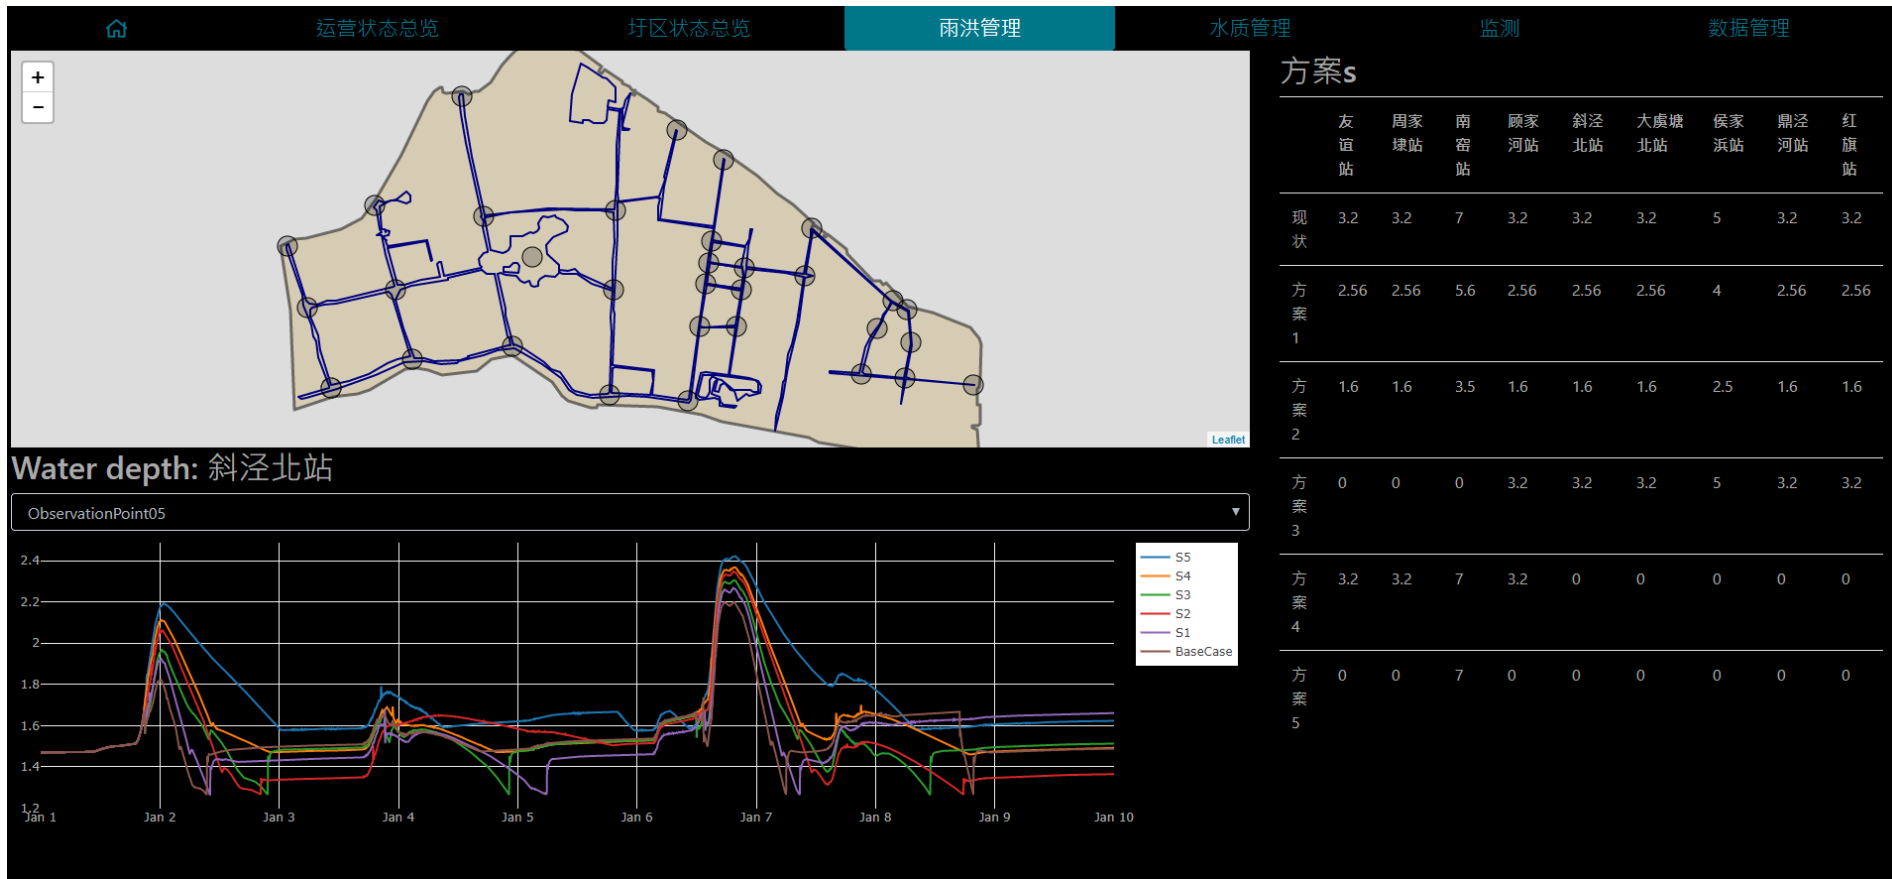 运营状态总览 圩区状态总览 雨洪管理 水质管理 监测 数据管理
+
−
Leaflet
Water depth: 斜泾北站
ObservationPoint05
▼
2.4
2.2
2
1.8
1.6
1.4
1.2
Jan 1 Jan 2 Jan 3 Jan 4 Jan 5 Jan 6 Jan 7 Jan 8 Jan 9 Jan 10
S5
S4
S3
S2
S1
BaseCase
方案s
友谊站 周家埭站 南窑站 顾家河站 斜泾北站 大虞塘北站 侯家浜站 鼎泾河站 红旗站
现状 3.2 3.2 7 3.2 3.2 3.2 5 3.2 3.2
方案1 2.56 2.56 5.6 2.56 2.56 2.56 4 2.56 2.56
方案2 1.6 1.6 3.5 1.6 1.6 1.6 2.5 1.6 1.6
方案3 0 0 0 3.2 3.2 3.2 5 3.2 3.2
方案4 3.2 3.2 7 3.2 0 0 0 0 0
方案5 0 0 7 0 0 0 0 0 0